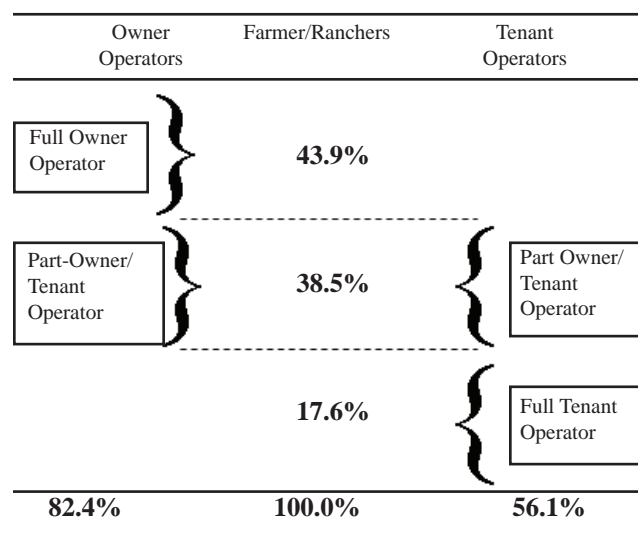 Owner Farmer/Ranchers Tenant
Operators Operators
Full Owner
Operator
43.9%
Part-Owner/
Tenant
Operator
38.5%
Part Owner/
Tenant
Operator
17.6%
Full Tenant
Operator
82.4% 100.0% 56.1%